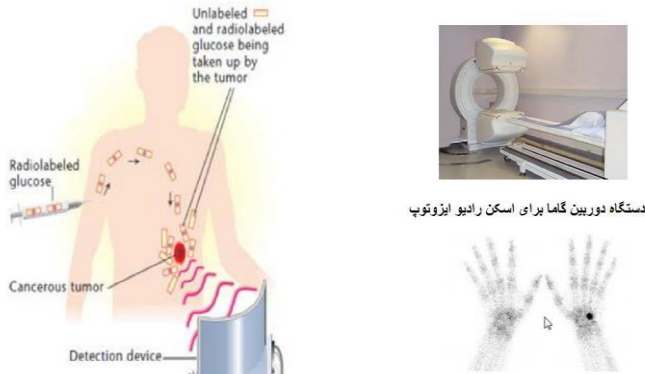 Unlabeled
and radiolabeled
glucose being
taken up by
the tumor
Radiolabeled
glucose
Cancerous tumor
Detection device
دستگاه دوربین گاما برای اسکن رادیو ایزوتوپ